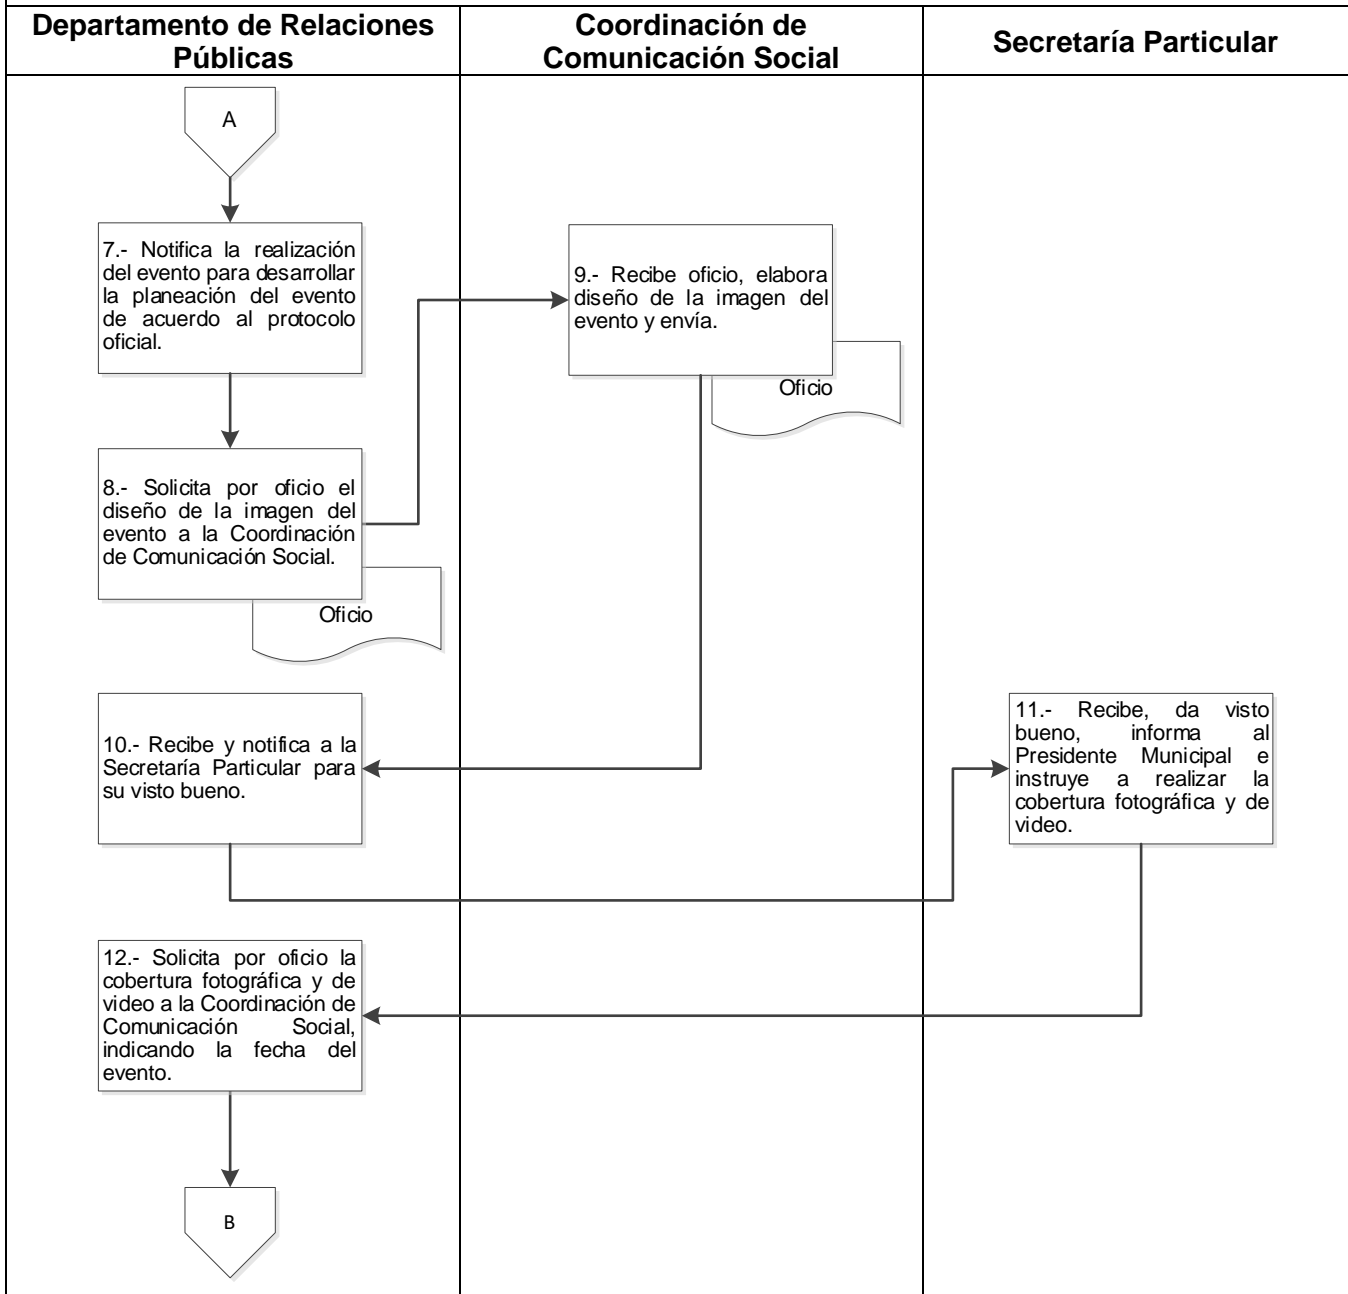 Departamento de Relaciones
Públicas
Coordinación de
Comunicación Social
Secretaría Particular
A
7.- Notifica la realización
del evento para desarrollar
la planeación del evento
de acuerdo al protocolo
oficial.
9.- Recibe oficio, elabora
diseño de la imagen del
evento y envía.
Oficio
8.- Solicita por oficio el
diseño de la imagen del
evento a la Coordinación
de Comunicación Social.
Oficio
10.- Recibe y notifica a la
Secretaría Particular para
su visto bueno.
11.- Recibe, da visto
bueno, informa al
Presidente Municipal e
instruye a realizar la
cobertura fotográfica y de
video.
12.- Solicita por oficio la
cobertura fotográfica y de
video a la Coordinación de
Comunicación Social,
indicando la fecha del
evento.
B